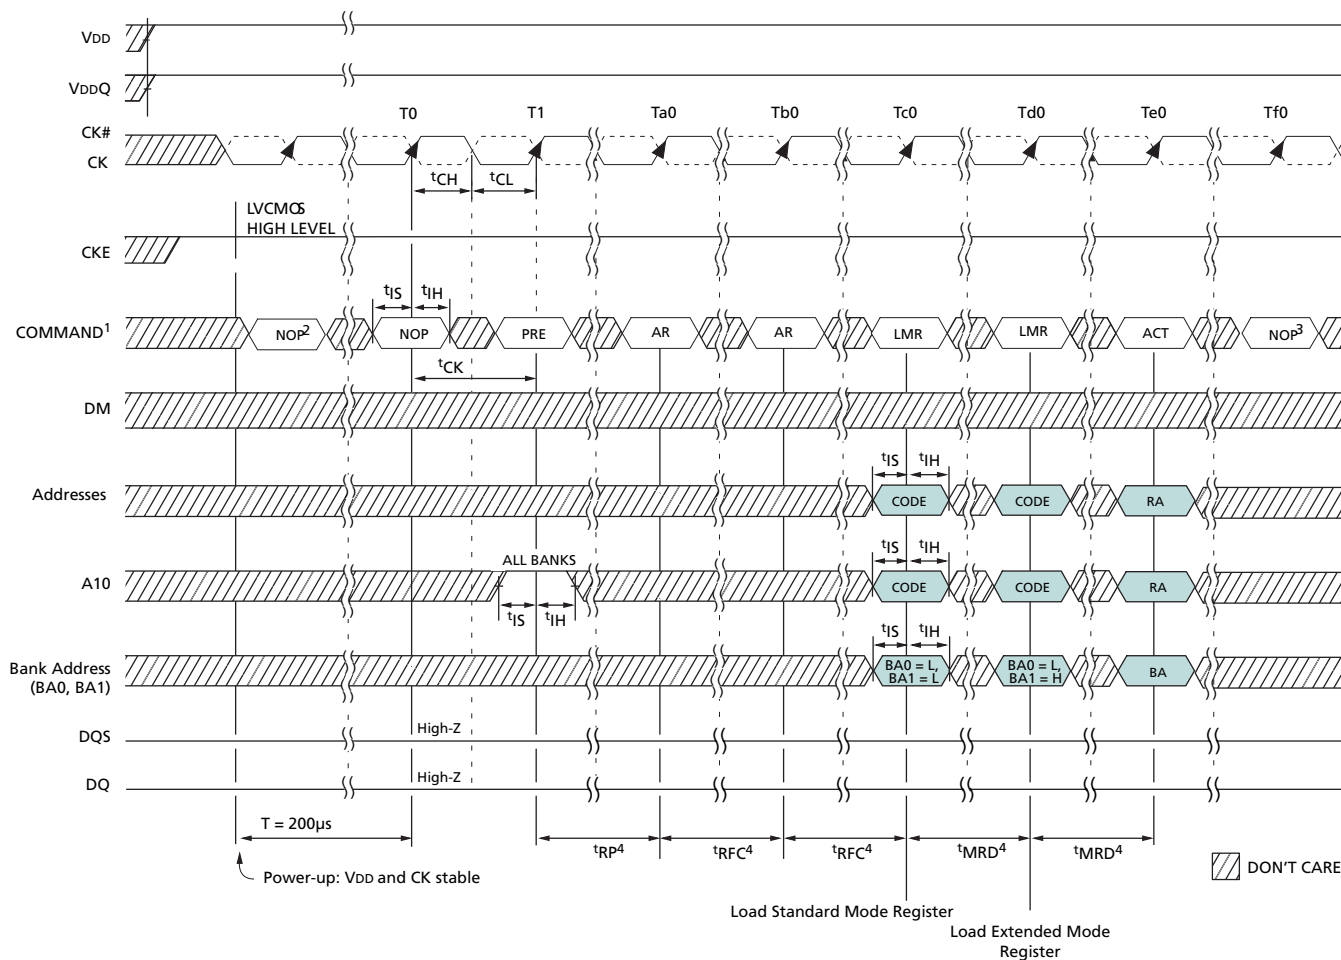 VDD
VDDQ
T0 T1 Ta0 Tb0 Tc0 Td0 Te0 Tf0
CK#
CK
tCH tCL
LVCMOS
HIGH LEVEL
CKE
tIS tIH
COMMAND1 NOP2 NOP PRE AR AR LMR LMR ACT NOP3
tCK
DM
tIS tIH
Addresses CODE CODE RA
ALL BANKS tIS tIH
A10 CODE CODE RA
tIS tIH
tIS tIH
Bank Address
(BA0, BA1)
BA0 = L,
BA1 = L
BA0 = L,
BA1 = H
BA
DQS High-Z
DQ High-Z
T = 200µs
tRP4 tRFC4 tRFC4 tMRD4 tMRD4
Power-up: VDD and CK stable
DON'T CARE
Load Standard Mode Register
Load Extended Mode
Register